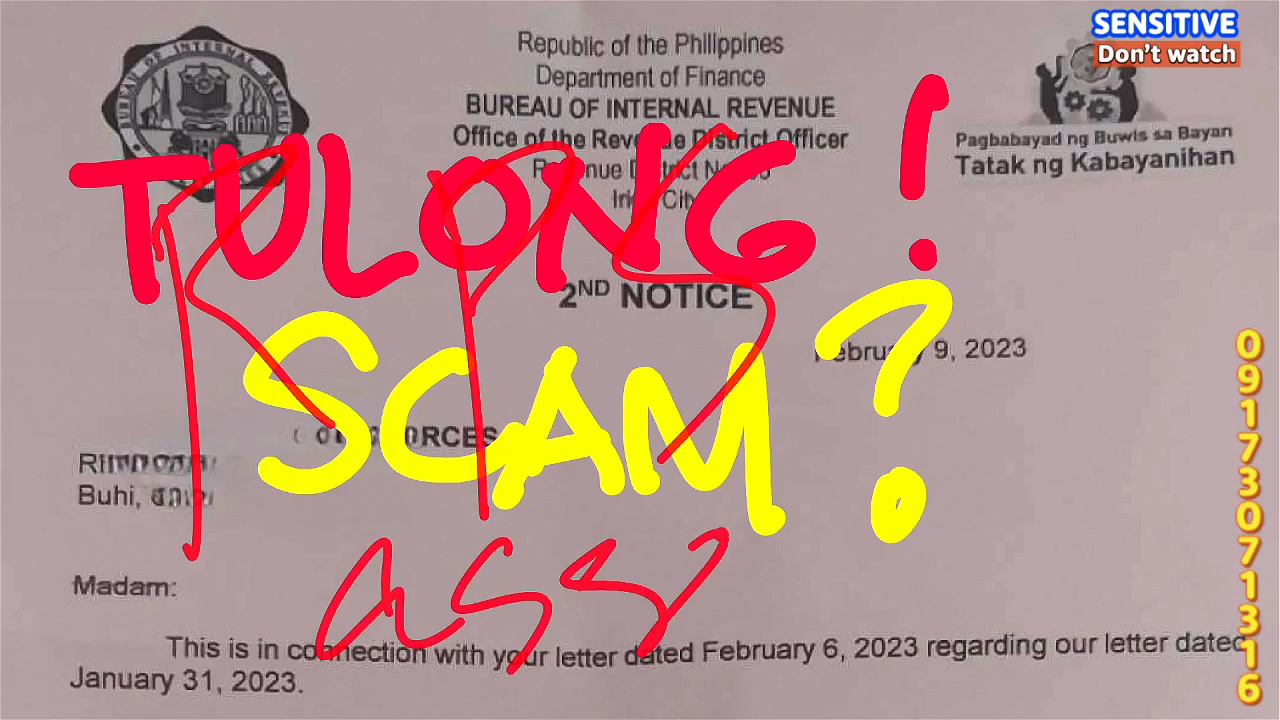 SENSITIVE
Don't watch
Republic of the Philippines
Department of Finance
BUREAU OF INTERNAL REVENUE
Office of the Revenue District Officer
Pagbabayad ng Buwis sa Bayan
Tatak ng Kabayanihan
TULONG!
2ND NOTICE
SCAM?
February 9, 2023
Buhi,
Madam:
This is in connection with your letter dated February 6, 2023 regarding our letter dated
January 31, 2023.
09173071316